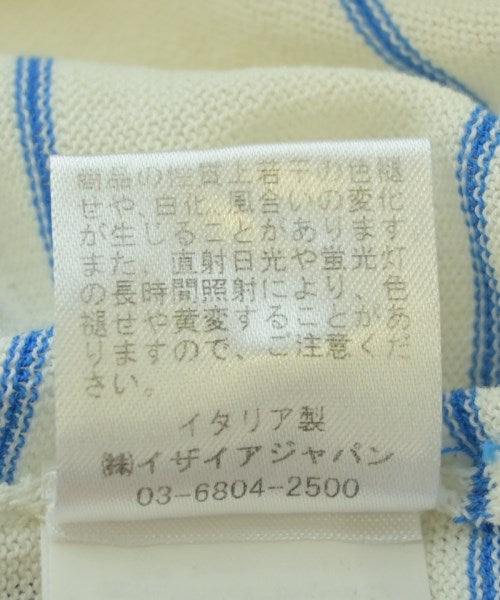 商品の性質上、若干の色褪
せや、白化、風合いの変化
が生じることがあります。
また、直射日光や蛍光灯
の長時間照射により、色
褪せや黄変することがあ
りますので、ご注意くだ
さい。
イタリア製
㈱イザイアジャパン
03-6804-2500